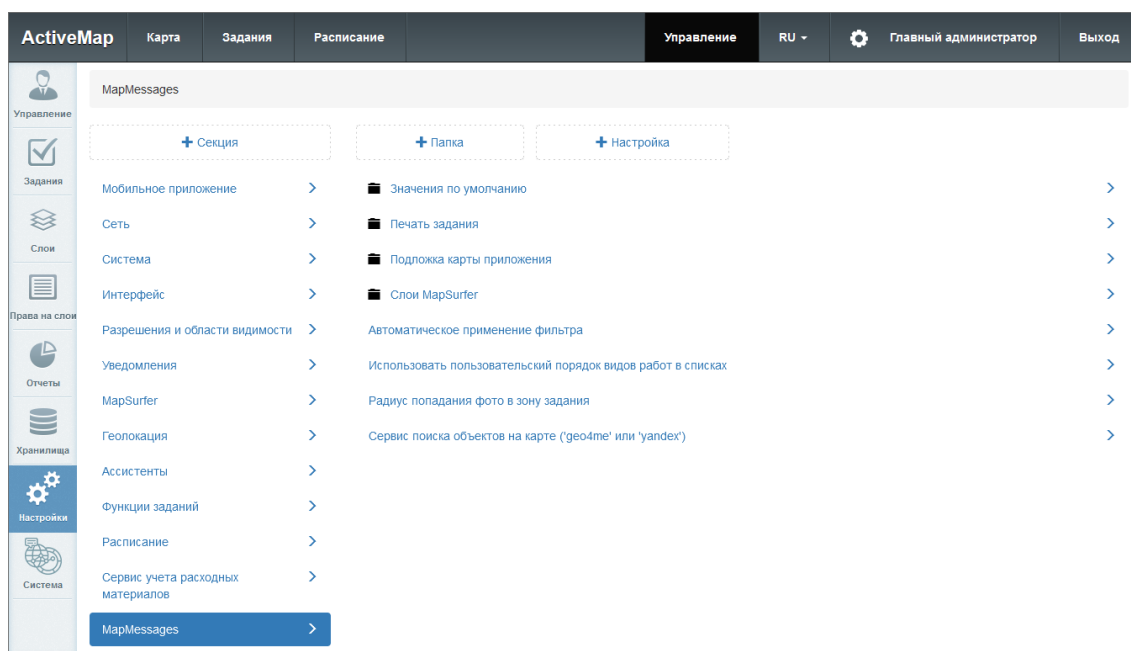 ActiveMap Карта Задания Расписание Управление RU Главный администратор Выход
Управление
Задания
Слои
Права на слои
Отчеты
Хранилища
Настройки
Система
MapMessages
+ Секция
+ Папка
+ Настройка
Мобильное приложение
Сеть
Система
Интерфейс
Разрешения и области видимости
Уведомления
MapSurfer
Геолокация
Ассистенты
Функции заданий
Расписание
Сервис учета расходных
материалов
MapMessages
Значения по умолчанию
Печать задания
Подложка карты приложения
Слои MapSurfer
Автоматическое применение фильтра
Использовать пользовательский порядок видов работ в списках
Радиус попадания фото в зону задания
Сервис поиска объектов на карте ('geo4me' или 'yandex')